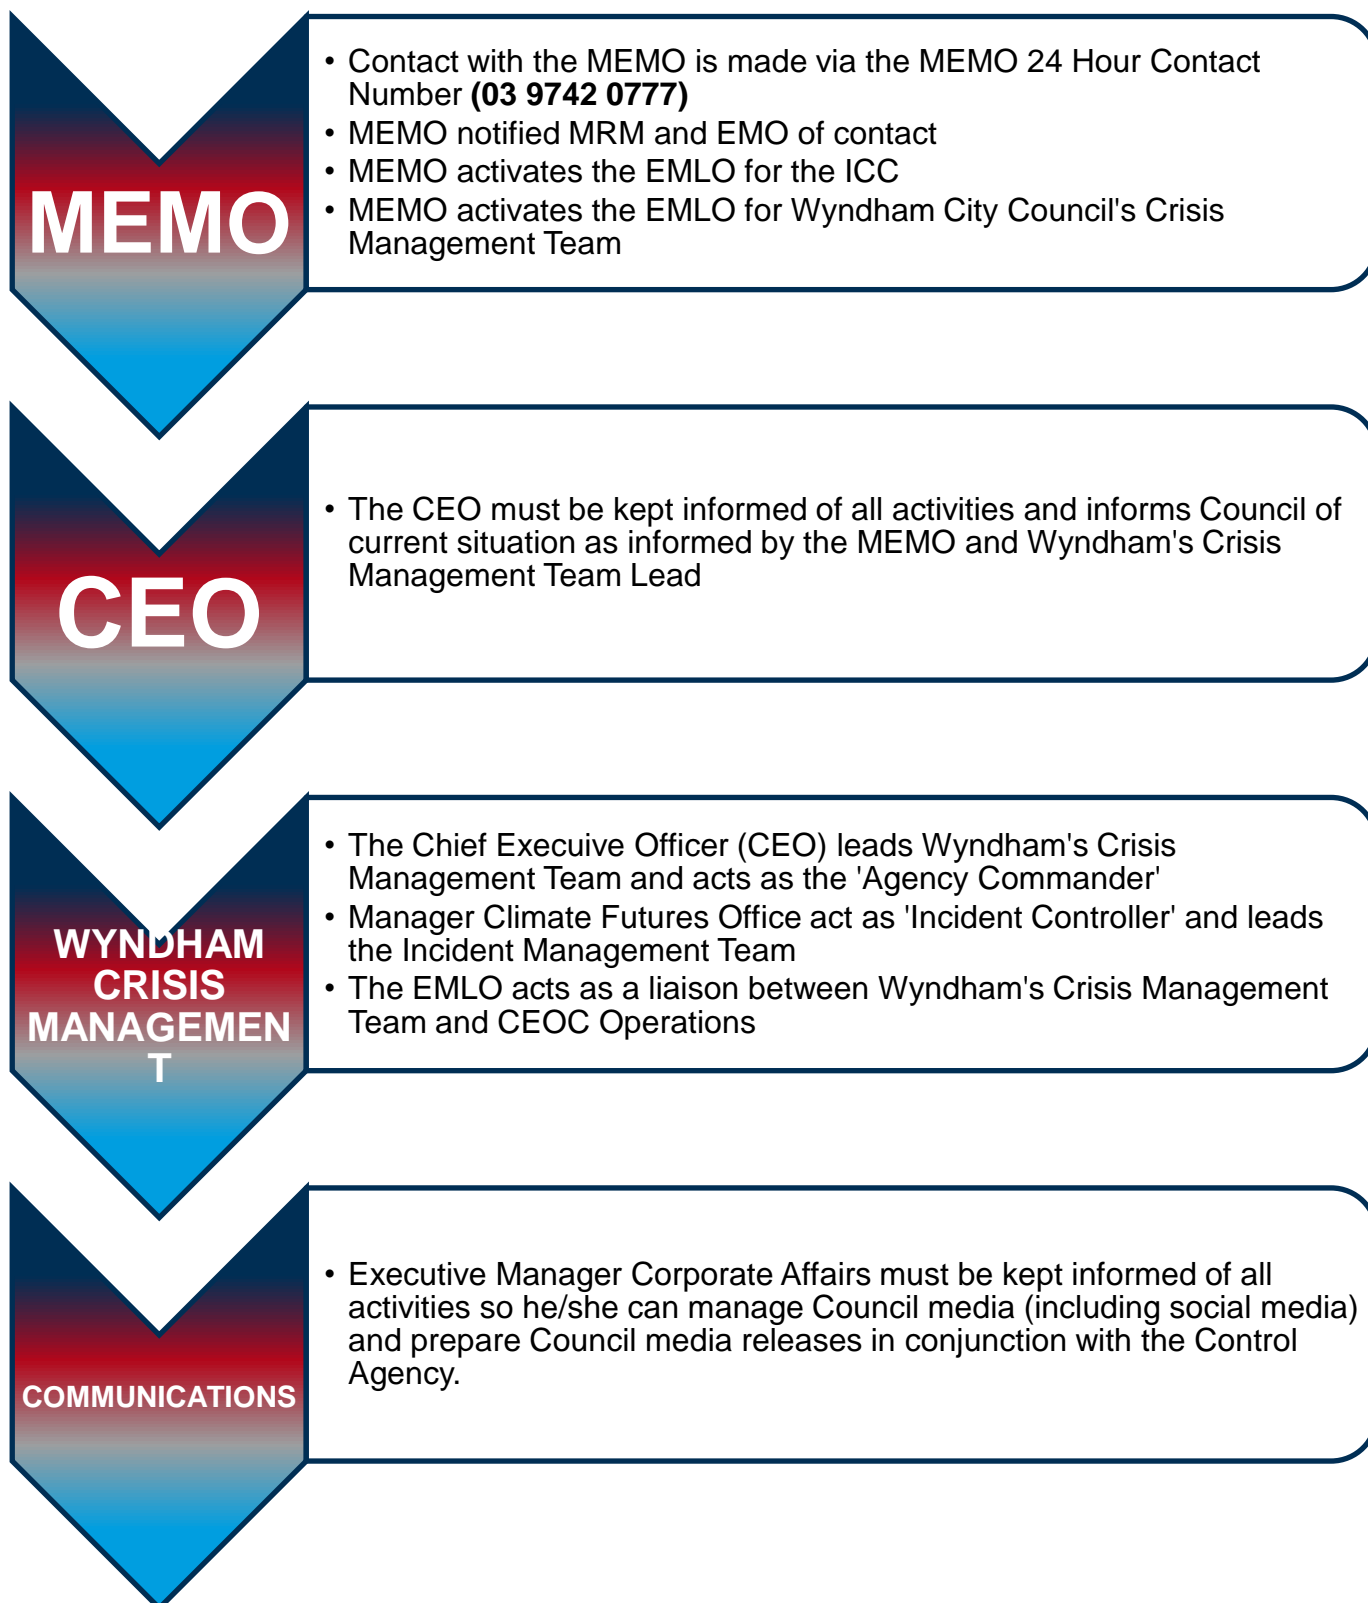 MEMO
• Contact with the MEMO is made via the MEMO 24 Hour Contact
Number (03 9742 0777)
• MEMO notified MRM and EMO of contact
• MEMO activates the EMLO for the ICC
• MEMO activates the EMLO for Wyndham City Council's Crisis
Management Team
CEO
• The CEO must be kept informed of all activities and informs Council of
current situation as informed by the MEMO and Wyndham's Crisis
Management Team Lead
WYNDHAM
CRISIS
MANAGEMEN
T
• The Chief Execuive Officer (CEO) leads Wyndham's Crisis
Management Team and acts as the 'Agency Commander'
• Manager Climate Futures Office act as 'Incident Controller' and leads
the Incident Management Team
• The EMLO acts as a liaison between Wyndham's Crisis Management
Team and CEOC Operations
COMMUNICATIONS
• Executive Manager Corporate Affairs must be kept informed of all
activities so he/she can manage Council media (including social media)
and prepare Council media releases in conjunction with the Control
Agency.